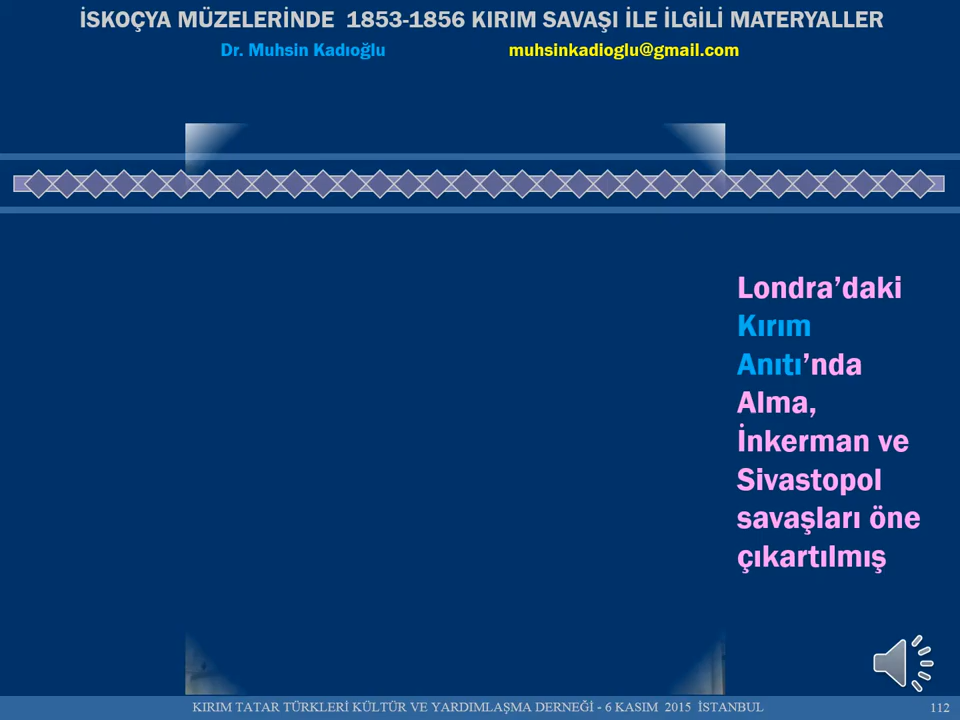 İSKOÇYA MÜZELERİNDE 1853-1856 KIRIM SAVAŞI İLE İLGİLİ MATERYALLER
Dr. Muhsin Kadıoğlu muhsinkadioglu@gmail.com
Londra’daki
Kırım
Anıtı’nda
Alma,
İnkerman ve
Sivastopol
savaşları öne
çıkartılmış
KIRIM TATAR TÜRKLERİ KÜLTÜR VE YARDIMLAŞMA DERNEĞİ - 6 KASIM 2015 İSTANBUL 112